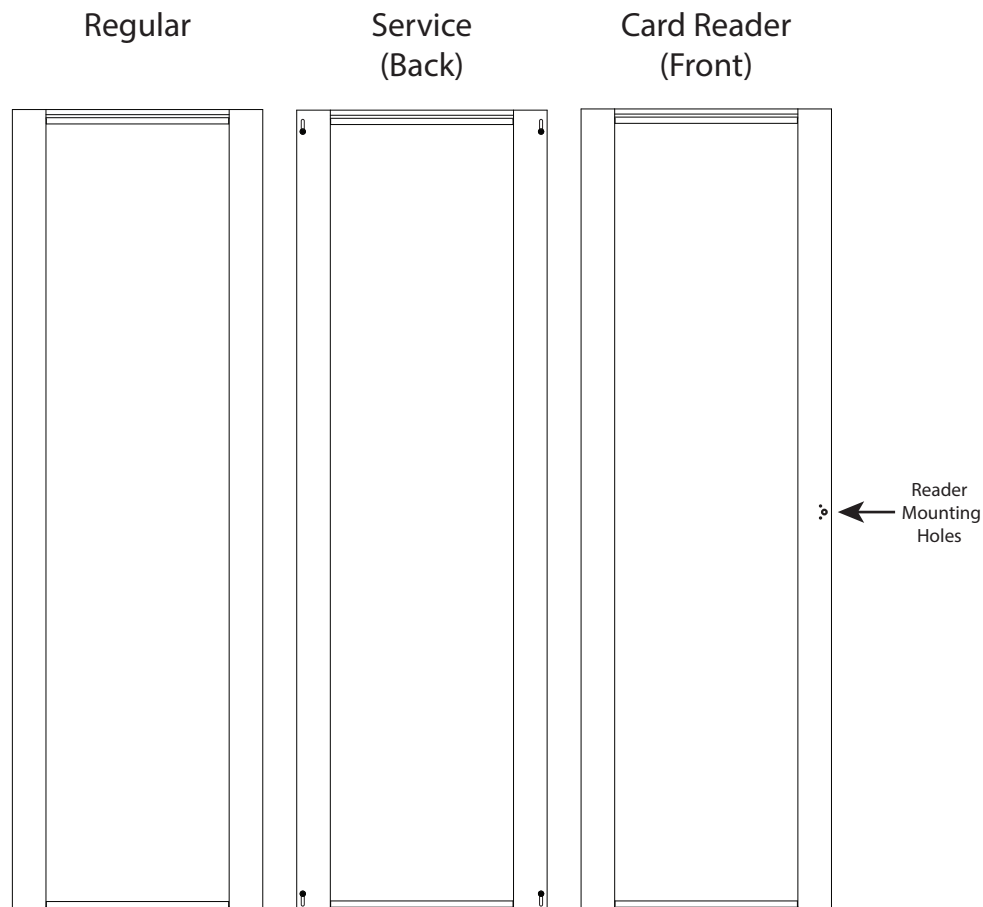 Regular
Service
(Back)
Card Reader
(Front)
Reader
Mounting
Holes